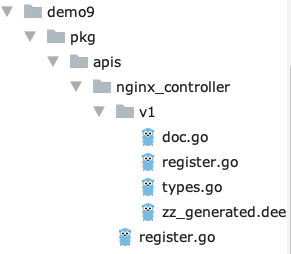 demo9
pkg
apis
nginx_controller
v1
doc.go
register.go
types.go
zz_generated.dee
register.go